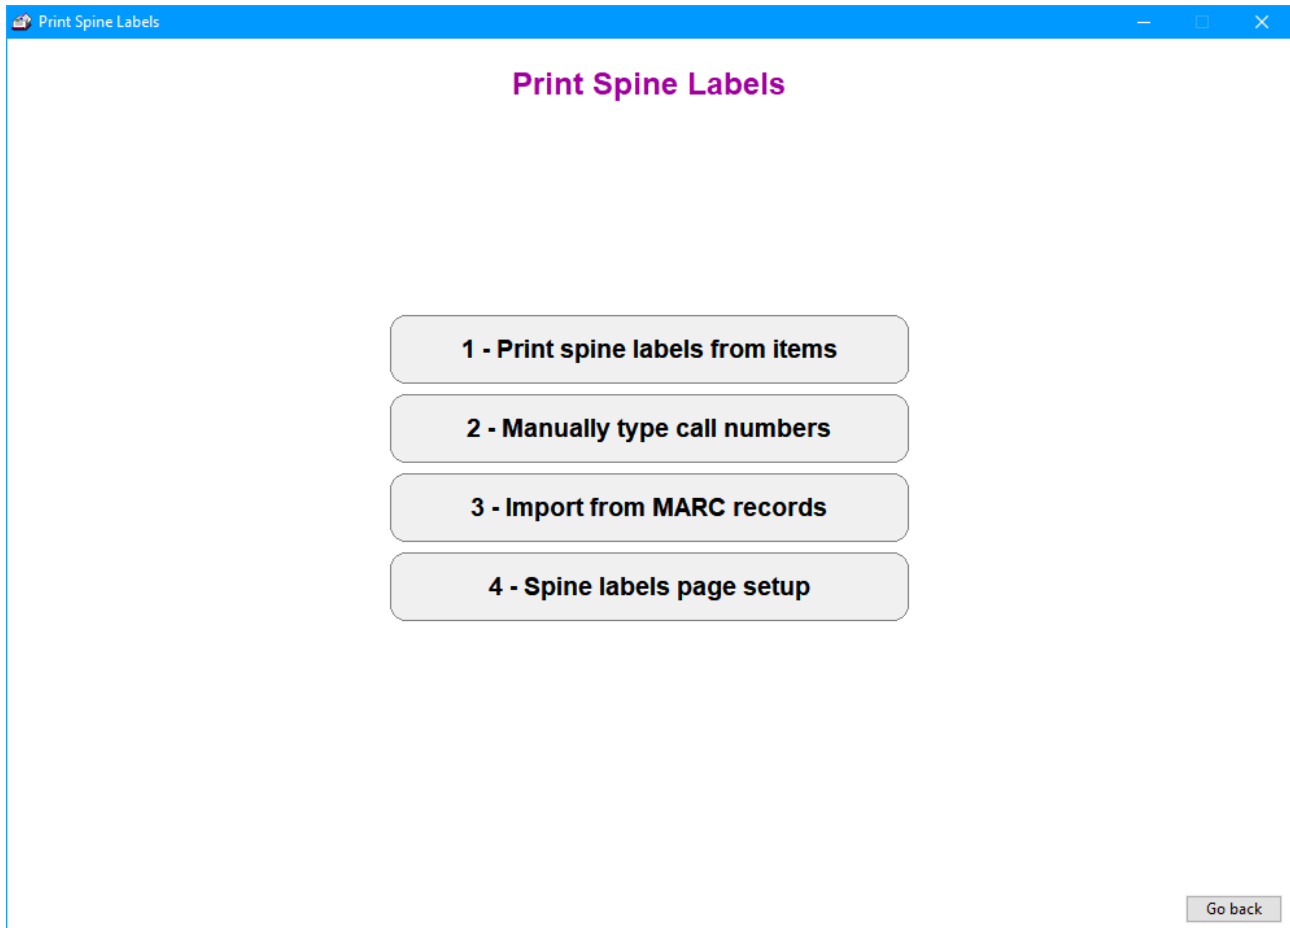 Print Spine Labels
Print Spine Labels
1 - Print spine labels from items
2 - Manually type call numbers
3 - Import from MARC records
4 - Spine labels page setup
Go back